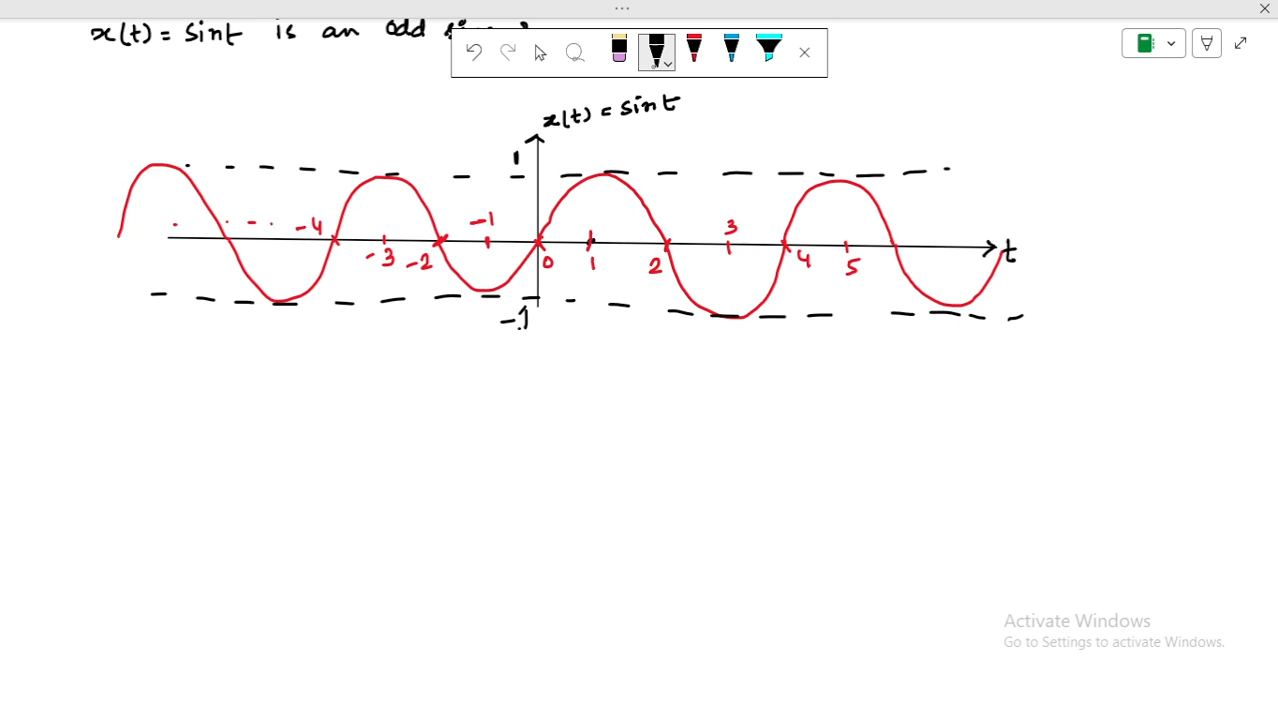 x(t) = sint is an odd
x(t) = sint
1
-4 -1 3
-3 -2 0 1 2 4 5 t
-1
Activate Windows
Go to Settings to activate Windows.